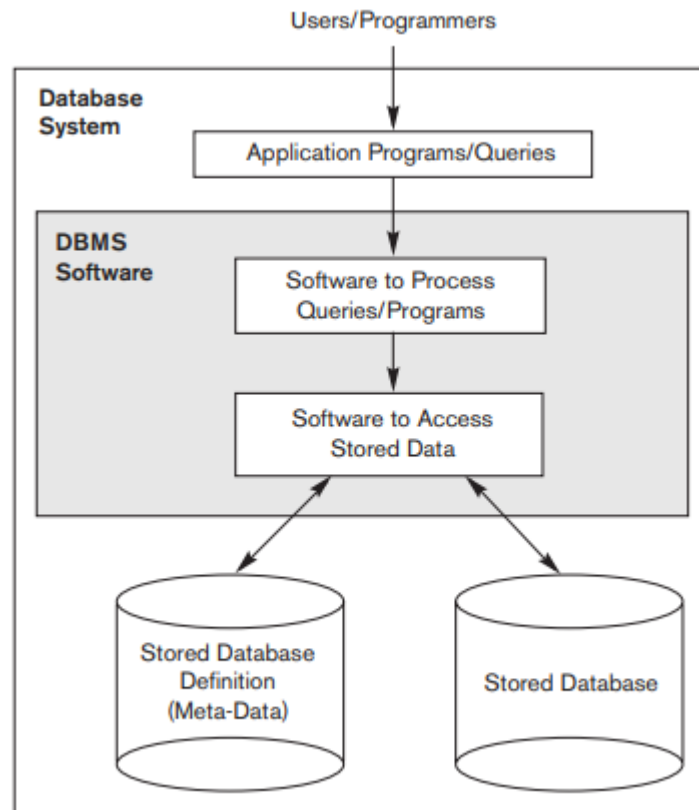 Users/Programmers
Database
System
Application Programs/Queries
DBMS
Software
Software to Process
Queries/Programs
Software to Access
Stored Data
Stored Database
Definition
(Meta-Data)
Stored Database